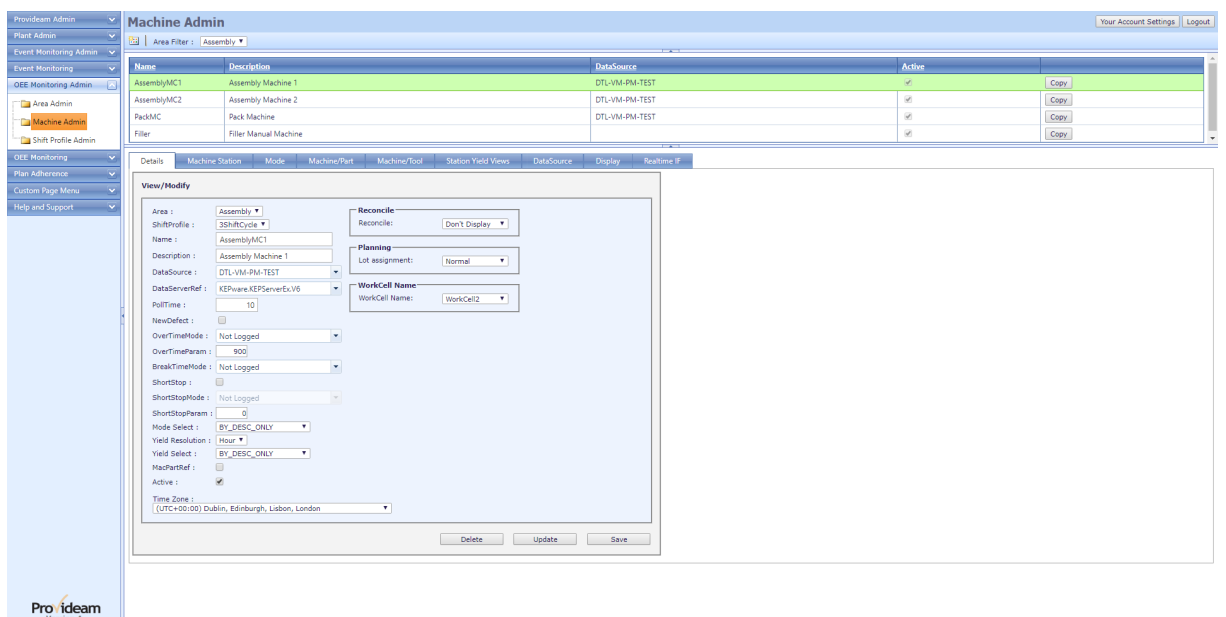 Provideam Admin
Plant Admin
Event Monitoring Admin
Event Monitoring
OEE Monitoring Admin
Area Admin
Machine Admin
Shift Profile Admin
OEE Monitoring
Plan Adherence
Custom Page Menu
Help and Support
Provideam
Machine Admin
Your Account Settings Logout
Area Filter : Assembly
Name Description DataSource Active
AssemblyMC1 Assembly Machine 1 DTL-VM-PM-TEST Copy
AssemblyMC2 Assembly Machine 2 DTL-VM-PM-TEST Copy
PackMC Pack Machine DTL-VM-PM-TEST Copy
Filler Filler Manual Machine Copy
Details Machine Station Mode Machine/Part Machine/Tool Station Yield Views DataSource Display Realtime IF
View/Modify
Area : Assembly
ShiftProfile : 3ShiftCycle
Name : AssemblyMC1
Description : Assembly Machine 1
DataSource : DTL-VM-PM-TEST
DataServerRef : KEPware.KEPServerEx.V6
PollTime : 10
NewDefect :
OverTimeMode : Not Logged
OverTimeParam : 900
BreakTimeMode : Not Logged
ShortStop :
ShortStopMode : Not Logged
ShortStopParam : 0
Mode Select : BY_DESC_ONLY
Yield Resolution : Hour
Yield Select : BY_DESC_ONLY
MacPartRef :
Active :
Time Zone :
(UTC+00:00) Dublin, Edinburgh, Lisbon, London
Reconcile
Reconcile: Don't Display
Planning
Lot assignment: Normal
WorkCell Name
WorkCell Name: WorkCell2
Delete Update Save